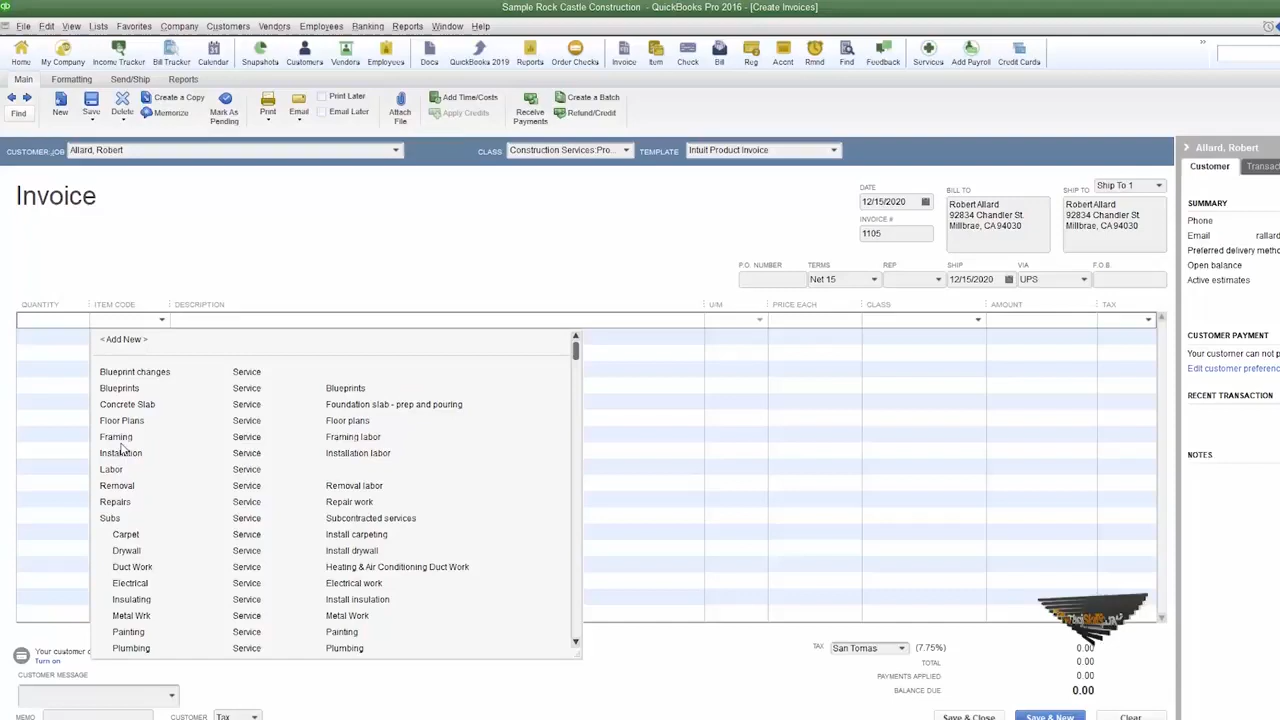 Sample Rock Castle Construction - QuickBooks Pro 2016 - [Create Invoices]
File Edit View Lists Favorites Company Customers Vendors Employees Ranking Reports Window Help
Home My Company Income Tracker Bill Tracker Calendar Snapshots Customers Vendors Employees Docs QuickBooks 2019 Reports Order Checks Invoice Item Check Bill Reg Accnt Rmnd Find Feedback Services Add Payroll Credit Cards
Main Formatting Send/Ship Reports
Find New Save Delete Create a Copy Memorize Mark As Pending Print Email Print Later Email Later Attach File Add Time/Costs Apply Credits Receive Payments Create a Batch Refund/Credit
CUSTOMER:JOB Allard, Robert CLASS Construction Services:Pro... TEMPLATE Intuit Product Invoice
Allard, Robert
Customer Transac
Invoice
DATE
12/15/2020
INVOICE #
1105
BILL TO
Robert Allard
92834 Chandler St.
Millbrae, CA 94030
SHIP TO Ship To 1
Robert Allard
92834 Chandler St.
Millbrae, CA 94030
P.O. NUMBER TERMS REP SHIP VIA F.O.B.
Net 15 12/15/2020 UPS
QUANTITY ITEM CODE DESCRIPTION U/M PRICE EACH CLASS AMOUNT TAX
< Add New >
Blueprint changes Service
Blueprints Service Blueprints
Concrete Slab Service Foundation slab - prep and pouring
Floor Plans Service Floor plans
Framing Service Framing labor
Installation Service Installation labor
Labor Service
Removal Service Removal labor
Repairs Service Repair work
Subs Service Subcontracted services
Carpet Service Install carpeting
Drywall Service Install drywall
Duct Work Service Heating & Air Conditioning Duct Work
Electrical Service Electrical work
Insulating Service Install insulation
Metal Wrk Service Metal Work
Painting Service Painting
Plumbing Service Plumbing
SUMMARY
Phone
Email rallard
Preferred delivery metho
Open balance
Active estimates
CUSTOMER PAYMENT
Your customer can not p
Edit customer preferenc
RECENT TRANSACTION
NOTES
Your customer c
Turn on
CUSTOMER MESSAGE
MEMO CUSTOMER Tax
TAX San Tomas (7.75%) 0.00
TOTAL 0.00
PAYMENTS APPLIED 0.00
BALANCE DUE 0.00
Save & Close Save & New Clear